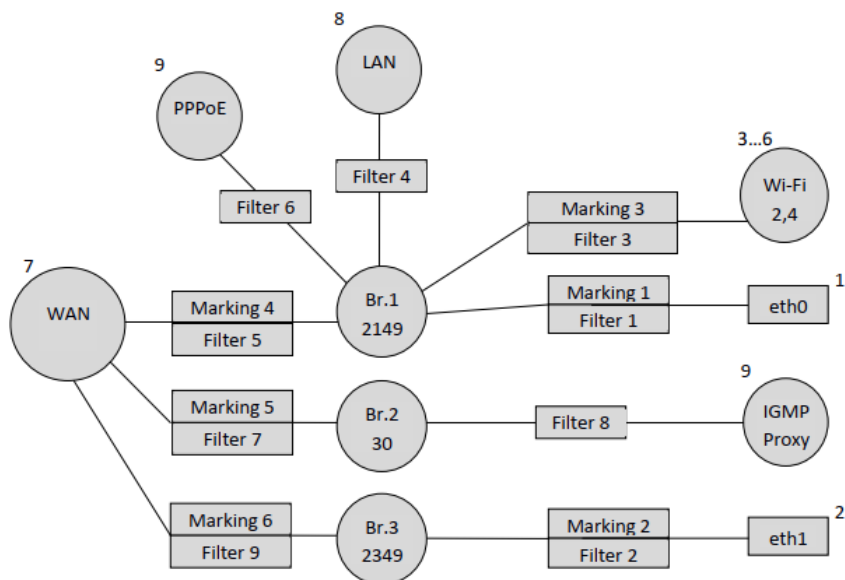 8
LAN
9
PPPoE
3...6
Wi-Fi
2,4
Filter 4
Filter 6
Marking 3
Filter 3
7
WAN
Marking 4
Filter 5
Br.1
2149
Marking 1
Filter 1
1
eth0
Marking 5
Filter 7
Br.2
30
Filter 8
9
IGMP
Proxy
Marking 6
Filter 9
Br.3
2349
Marking 2
Filter 2
2
eth1